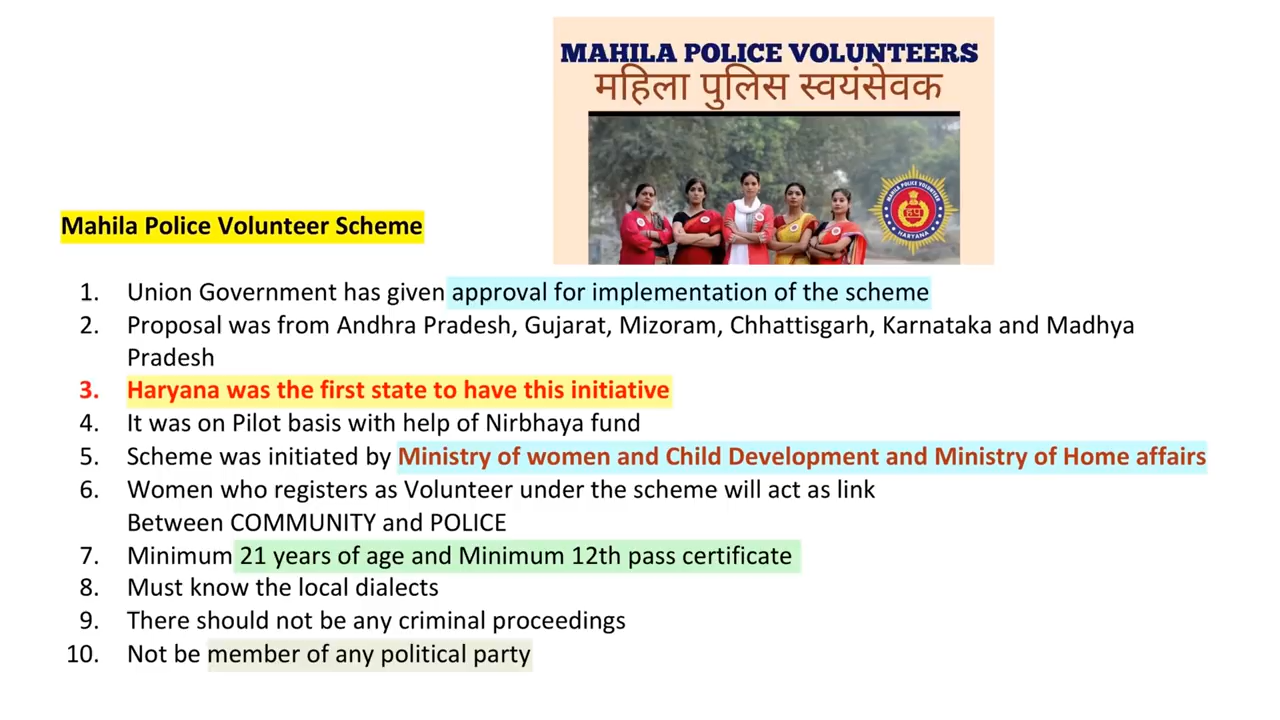 MAHILA POLICE VOLUNTEERS
महिला पुलिस स्वयंसेवक
MAHILA POLICE VOLUNTEER
HARYANA
Mahila Police Volunteer Scheme
1. Union Government has given approval for implementation of the scheme
2. Proposal was from Andhra Pradesh, Gujarat, Mizoram, Chhattisgarh, Karnataka and Madhya
Pradesh
3. Haryana was the first state to have this initiative
4. It was on Pilot basis with help of Nirbhaya fund
5. Scheme was initiated by Ministry of women and Child Development and Ministry of Home affairs
6. Women who registers as Volunteer under the scheme will act as link
Between COMMUNITY and POLICE
7. Minimum 21 years of age and Minimum 12th pass certificate
8. Must know the local dialects
9. There should not be any criminal proceedings
10. Not be member of any political party